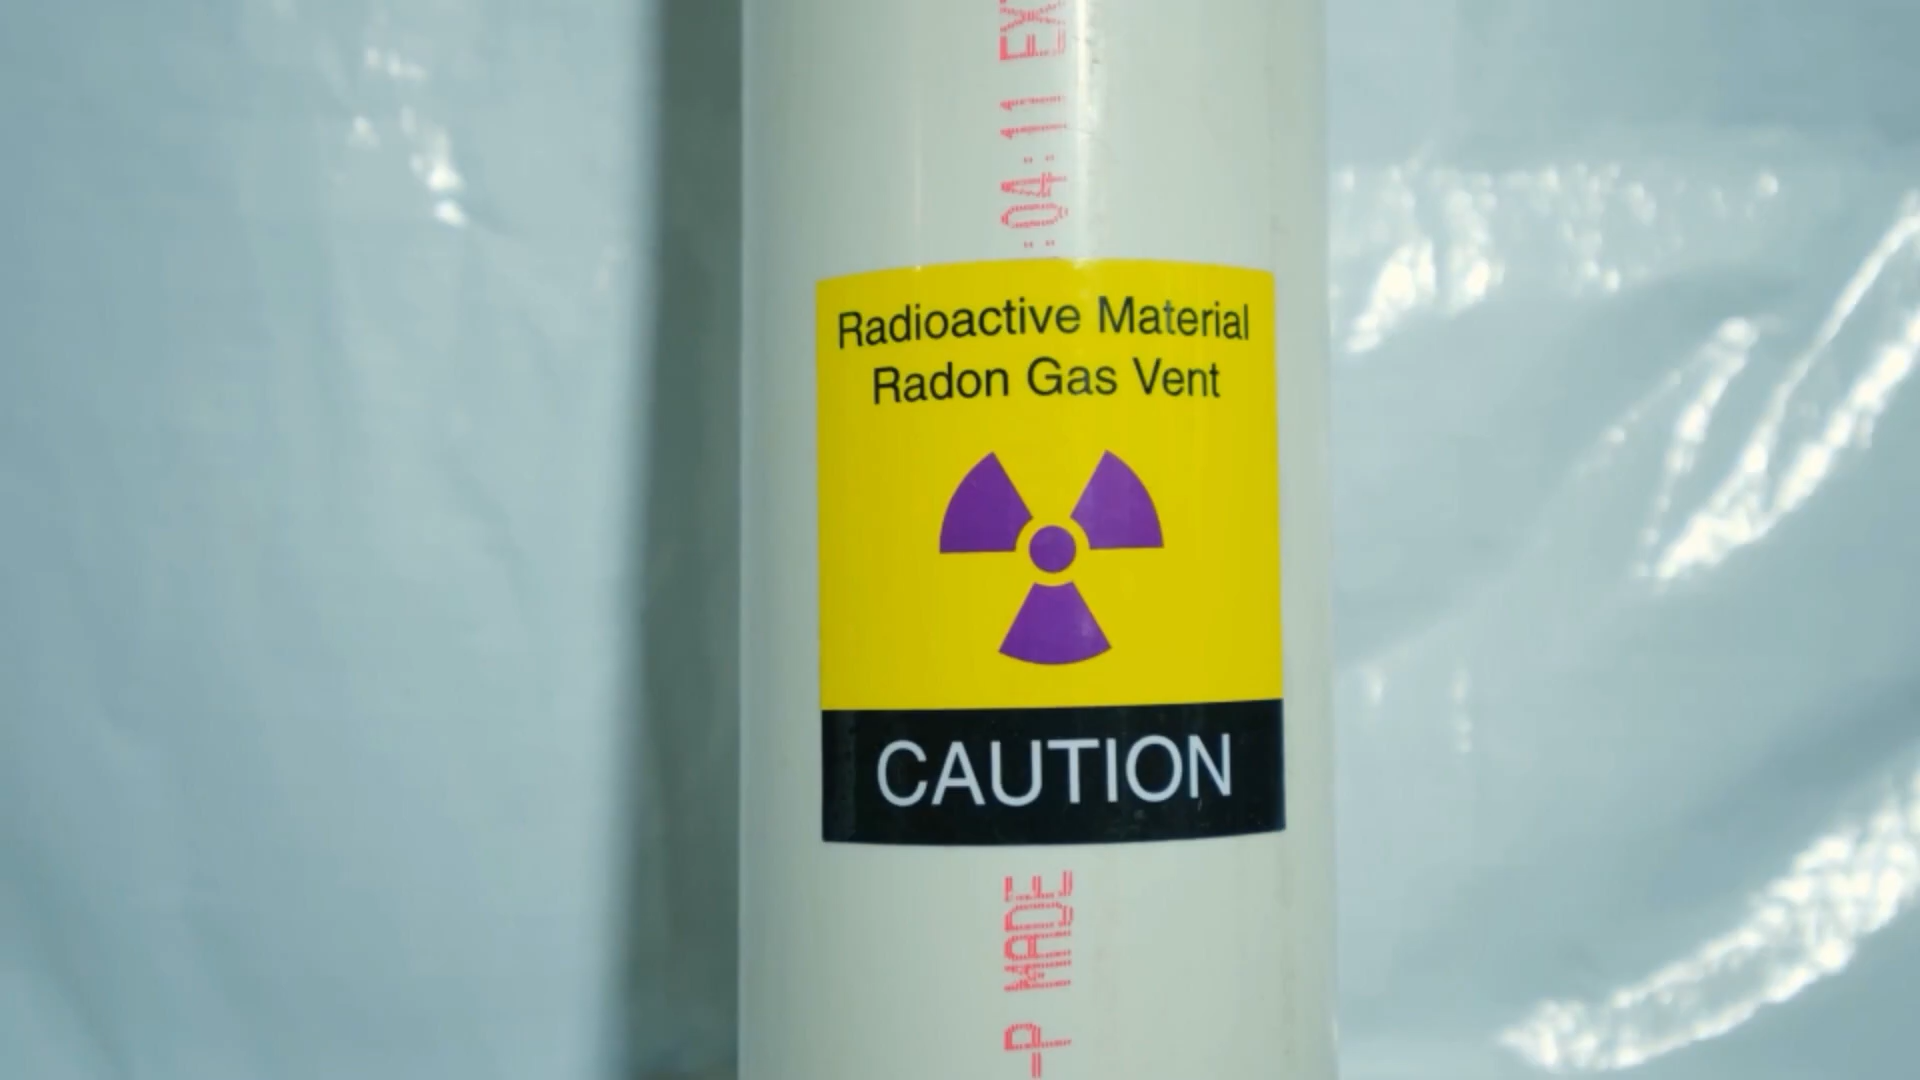 :04:11 EX
Radioactive Material
Radon Gas Vent
CAUTION
-P MADE